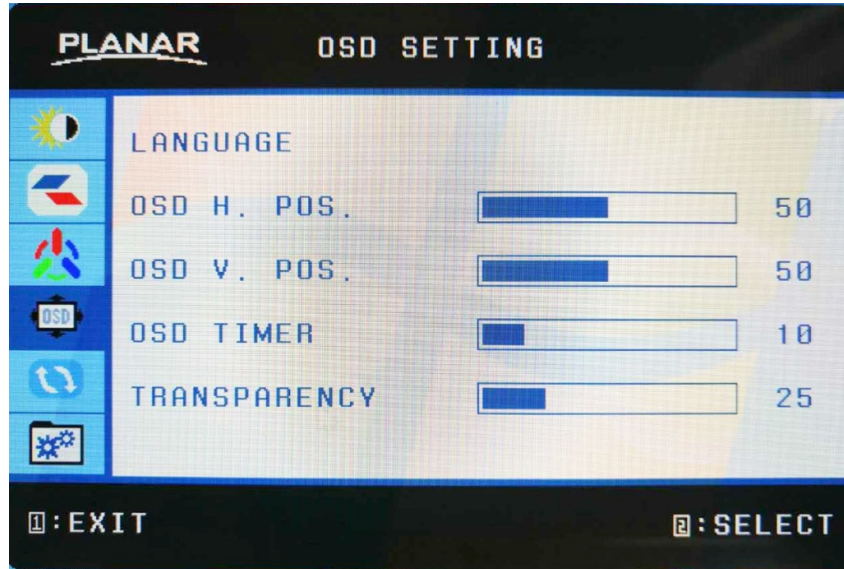 PLANAR OSD SETTING
LANGUAGE
OSD H. POS. 50
OSD V. POS. 50
OSD OSD TIMER 10
TRANSPARENCY 25
1:EXIT 2:SELECT